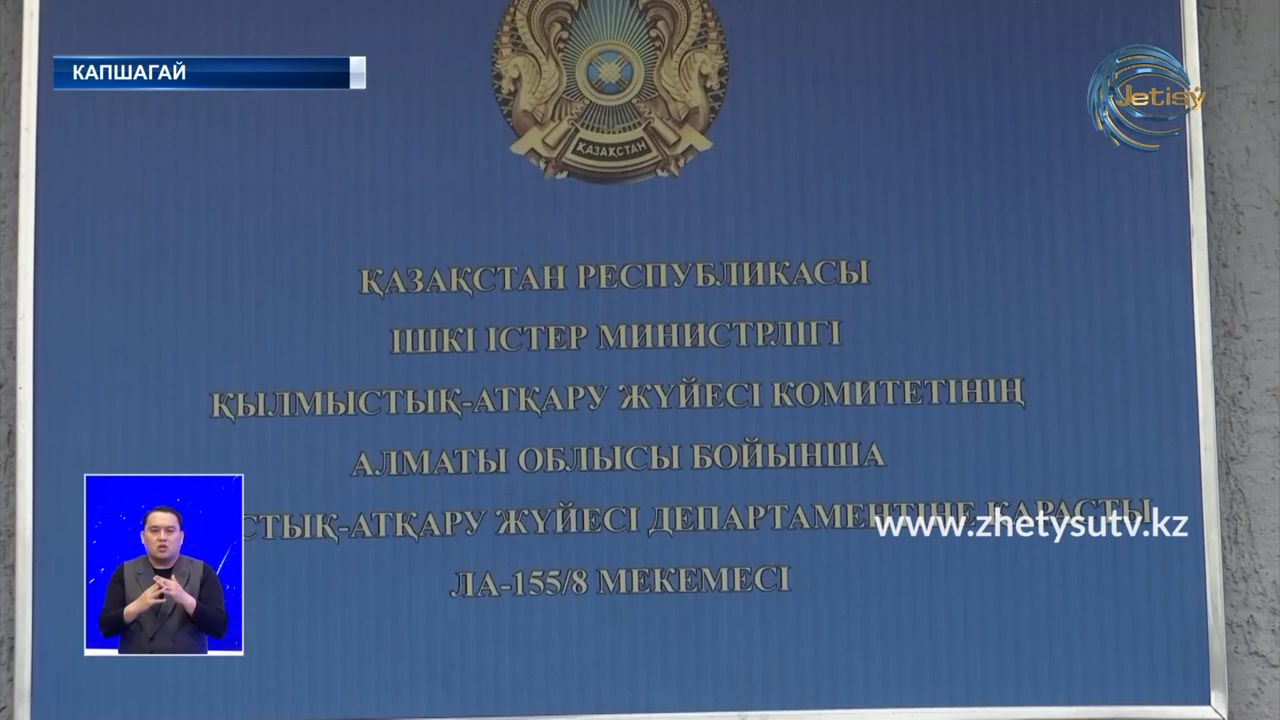 КАПШАГАЙ
Jetisý
ҚАЗАҚСТАН
ҚАЗАҚСТАН РЕСПУБЛИКАСЫ
ІШКІ ІСТЕР МИНИСТРЛІГІ
ҚЫЛМЫСТЫҚ-АТҚАРУ ЖҮЙЕСІ КОМИТЕТІНІҢ
АЛМАТЫ ОБЛЫСЫ БОЙЫНША
СТЫҚ-АТҚАРУ ЖҮЙЕСІ ДЕПАРТАМЕНТІНЕ ҚАРАСТЫ
www.zhetysutv.kz
ЛА-155/8 МЕКЕМЕСІ